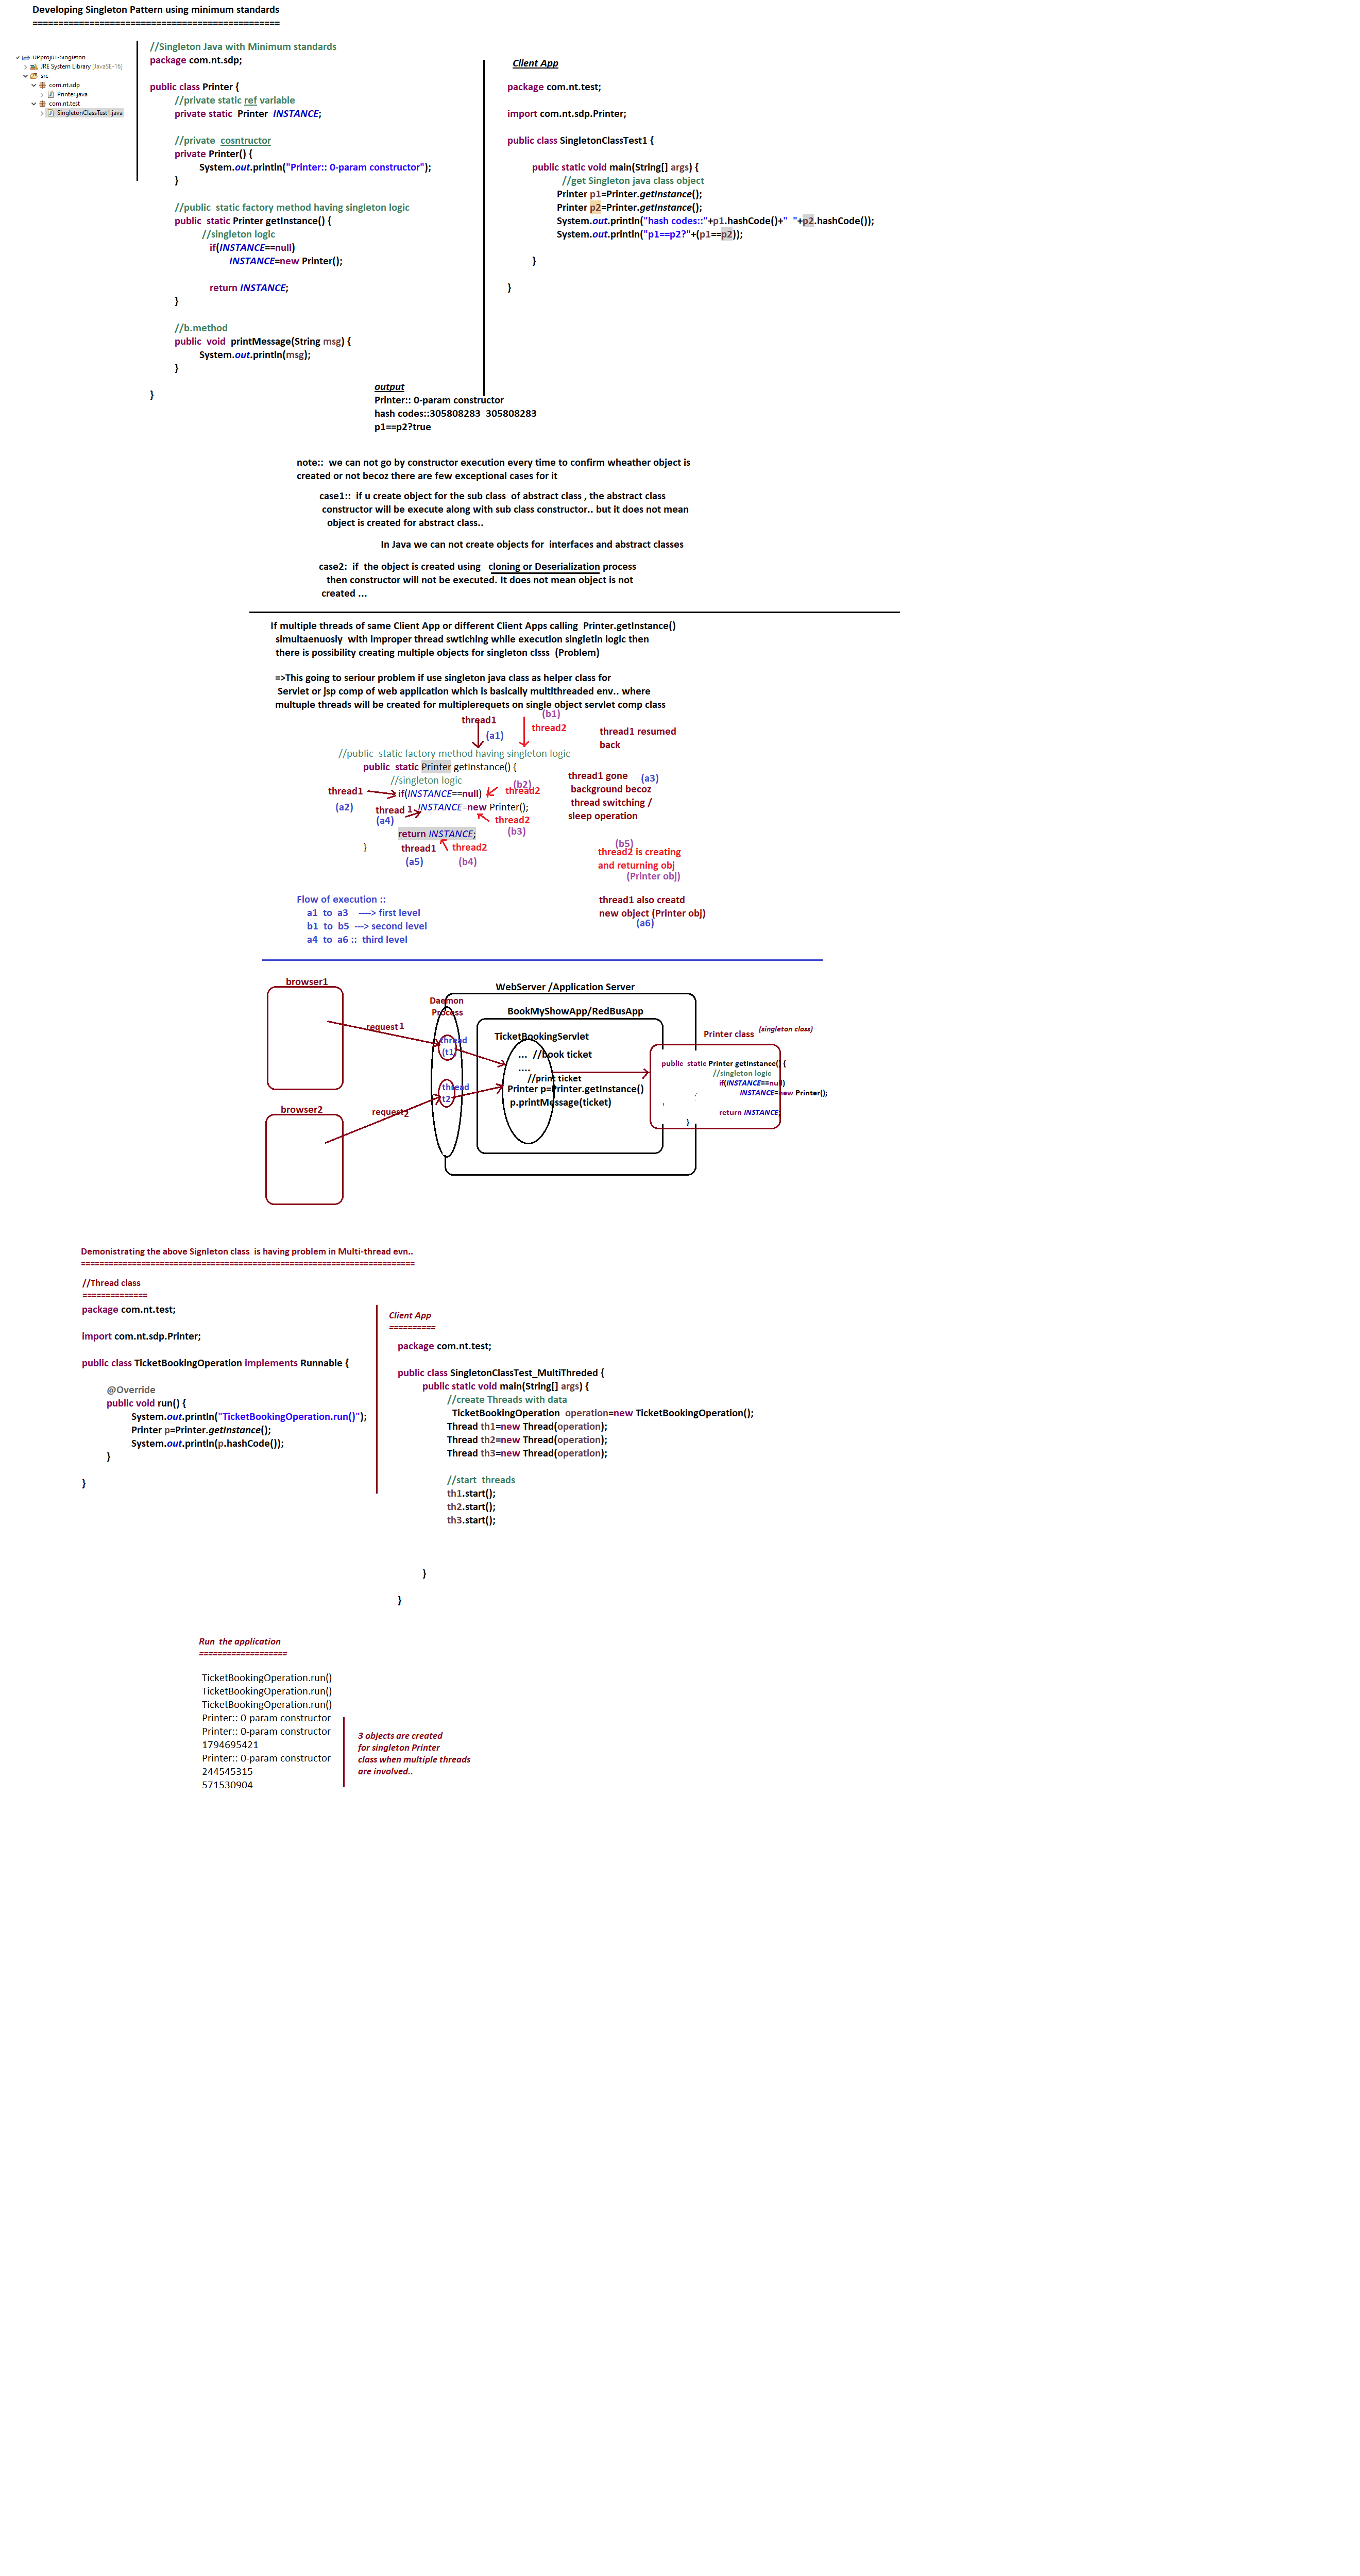 Developing Singleton Pattern using minimum standards
================================================
DPproj01-Singleton
JRE System Library [JavaSE-16]
src
com.nt.sdp
Printer.java
com.nt.test
SingletonClassTest1.java
//Singleton Java with Minimum standards
package com.nt.sdp;
public class Printer {
//private static ref variable
private static  Printer  INSTANCE;
//private  cosntructor
private Printer() {
System.out.println("Printer:: 0-param constructor");
}
//public  static factory method having singleton logic
public  static Printer getInstance() {
//singleton logic
if(INSTANCE==null)
INSTANCE=new Printer();
return INSTANCE;
}
//b.method
public  void  printMessage(String msg) {
System.out.println(msg);
}
}
Client App
package com.nt.test;
import com.nt.sdp.Printer;
public class SingletonClassTest1 {
public static void main(String[] args) {
//get Singleton java class object
Printer p1=Printer.getInstance();
Printer p2=Printer.getInstance();
System.out.println("hash codes::"+p1.hashCode()+"  "+p2.hashCode());
System.out.println("p1==p2?"+(p1==p2));
}
}
output
Printer:: 0-param constructor
hash codes::305808283  305808283
p1==p2?true
note::  we can not go by constructor execution every time to confirm wheather object is
created or not becoz there are few exceptional cases for it
case1::  if u create object for the sub class  of abstract class , the abstract class
constructor will be execute along with sub class constructor.. but it does not mean
object is created for abstract class..
In Java we can not create objects for  interfaces and abstract classes
case2:  if  the object is created using   cloning or Deserialization process
then constructor will not be executed. It does not mean object is not
created ...
If multiple threads of same Client App or different Client Apps calling  Printer.getInstance()
simultaenuosly  with improper thread swtiching while execution singletin logic then
there is possibility creating multiple objects for singleton clsss  (Problem)
=>This going to seriour problem if use singleton java class as helper class for
Servlet or jsp comp of web application which is basically multithreaded env.. where
multuple threads will be created for multiplerequets on single object servlet comp class
thread1
(a1)
(b1)
thread2
thread1 resumed
back
//public  static factory method having singleton logic
public  static Printer getInstance() {
//singleton logic
thread1
(a2)
if(INSTANCE==null)
(b2)
thread2
thread1 gone
(a3)
background becoz
thread switching /
sleep operation
thread 1
(a4)
INSTANCE=new Printer();
thread2
(b3)
return INSTANCE;
}
thread1
(a5)
thread2
(b4)
(b5)
thread2 is creating
and returning obj
(Printer obj)
thread1 also creatd
new object (Printer obj)
(a6)
Flow of execution ::
a1  to  a3    ----> first level
b1  to  b5  ---> second level
a4  to  a6 ::  third level
browser1
request 1
browser2
request2
Daemon
Process
thread
(t1)
thread
t2
WebServer /Application Server
BookMyShowApp/RedBusApp
TicketBookingServlet
...  //book ticket
....
//print ticket
Printer p=Printer.getInstance()
p.printMessage(ticket)
Printer class
(singleton class)
public  static Printer getInstance() {
//singleton logic
if(INSTANCE==null)
INSTANCE=new Printer();
return INSTANCE;
}
Demonistrating the above Signleton class  is having problem in Multi-thread evn..
========================================================================
//Thread class
==============
package com.nt.test;
import com.nt.sdp.Printer;
public class TicketBookingOperation implements Runnable {
@Override
public void run() {
System.out.println("TicketBookingOperation.run()");
Printer p=Printer.getInstance();
System.out.println(p.hashCode());
}
}
Client App
==========
package com.nt.test;
public class SingletonClassTest_MultiThreded {
public static void main(String[] args) {
//create Threads with data
TicketBookingOperation  operation=new TicketBookingOperation();
Thread th1=new Thread(operation);
Thread th2=new Thread(operation);
Thread th3=new Thread(operation);
//start  threads
th1.start();
th2.start();
th3.start();
}
}
Run  the application
===================
TicketBookingOperation.run()
TicketBookingOperation.run()
TicketBookingOperation.run()
Printer:: 0-param constructor
Printer:: 0-param constructor
1794695421
Printer:: 0-param constructor
244545315
571530904
3 objects are created
for singleton Printer
class when multiple threads
are involved..